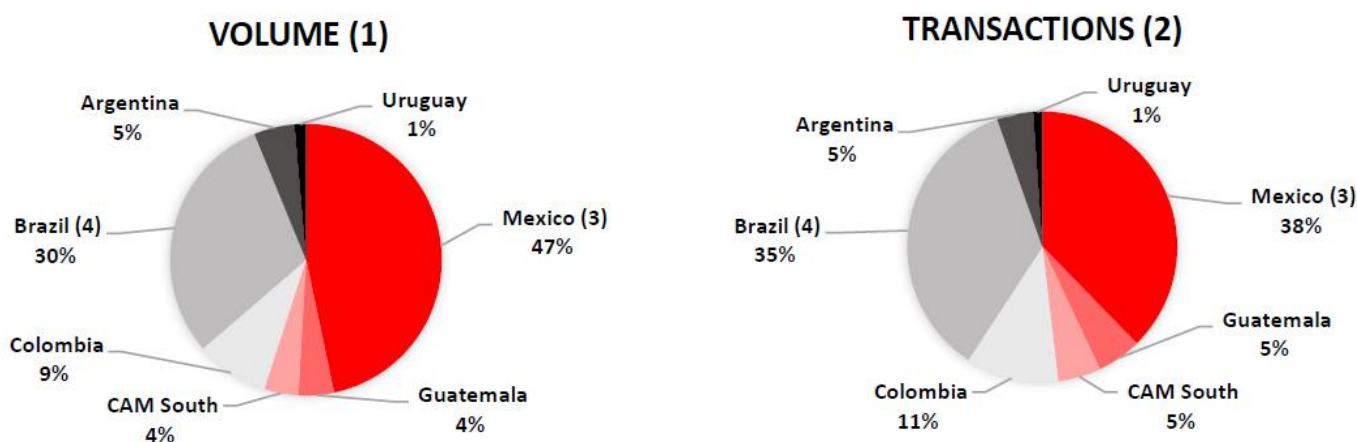 VOLUME (1)
Argentina
5%
Uruguay
1%
Brazil (4)
30%
Mexico (3)
47%
Colombia
9%
CAM South
4%
Guatemala
4%
TRANSACTIONS (2)
Uruguay
1%
Argentina
5%
Mexico (3)
38%
Brazil (4)
35%
Guatemala
5%
Colombia
11%
CAM South
5%